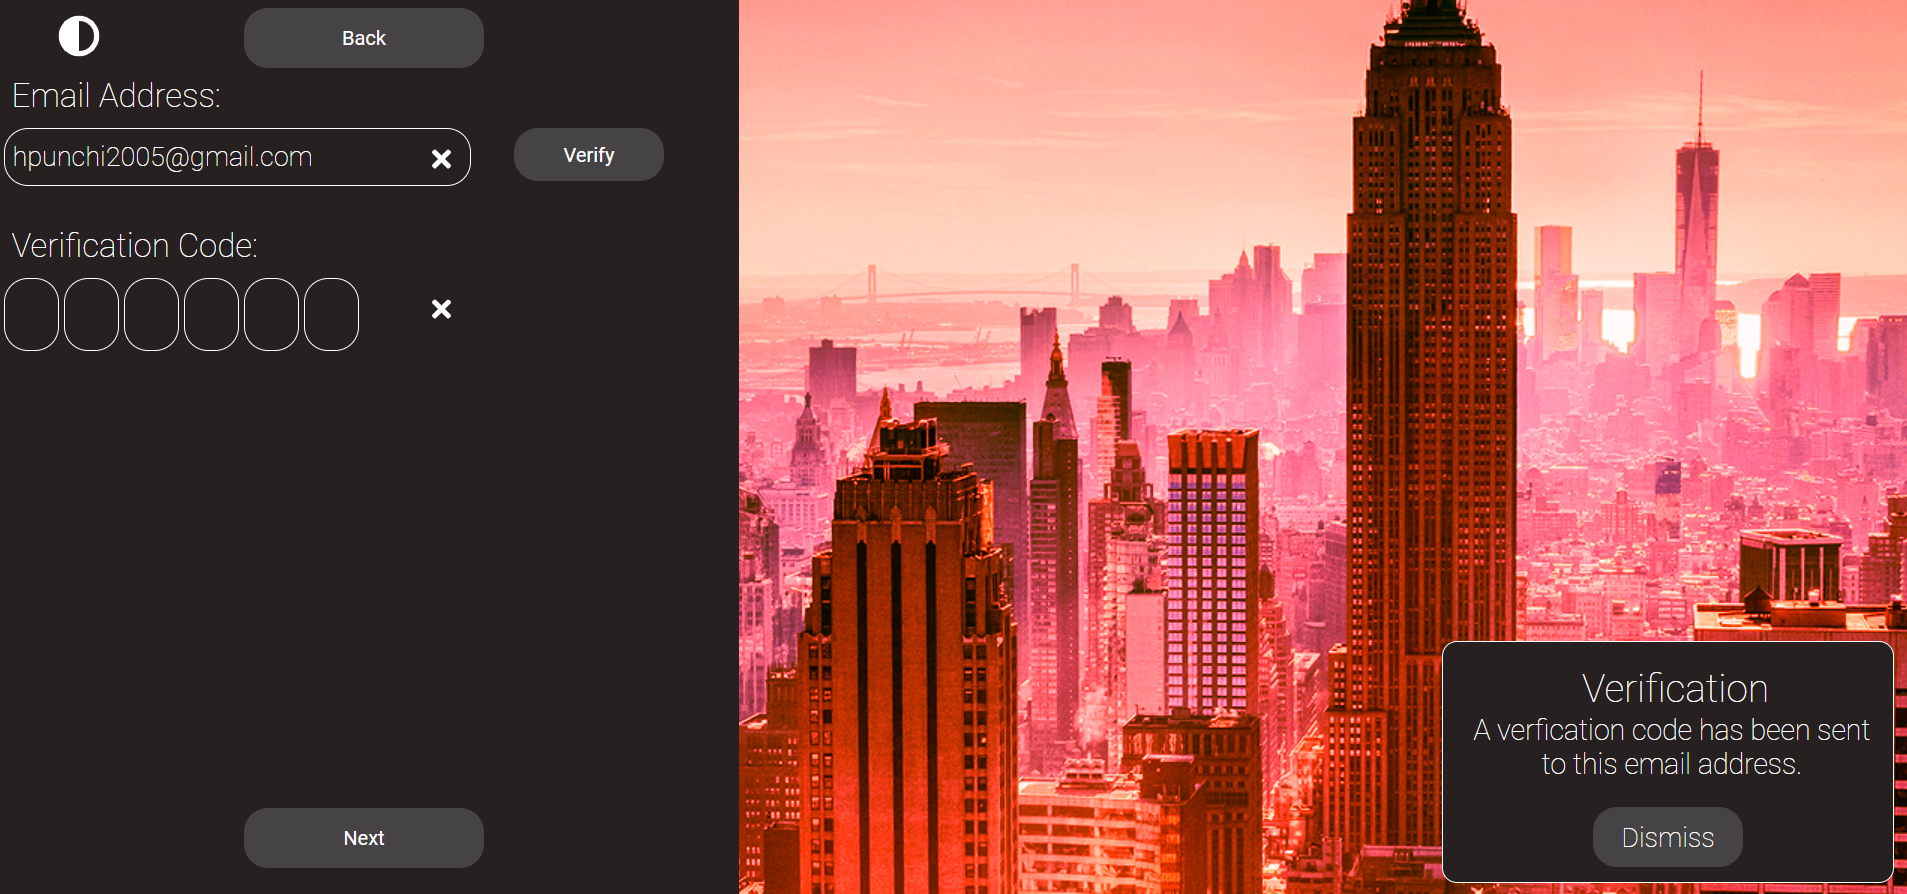 Back
Email Address:
hpunchi2005@gmail.com
Verify
Verification Code:
Next
Verification
A verfication code has been sent
to this email address.
Dismiss